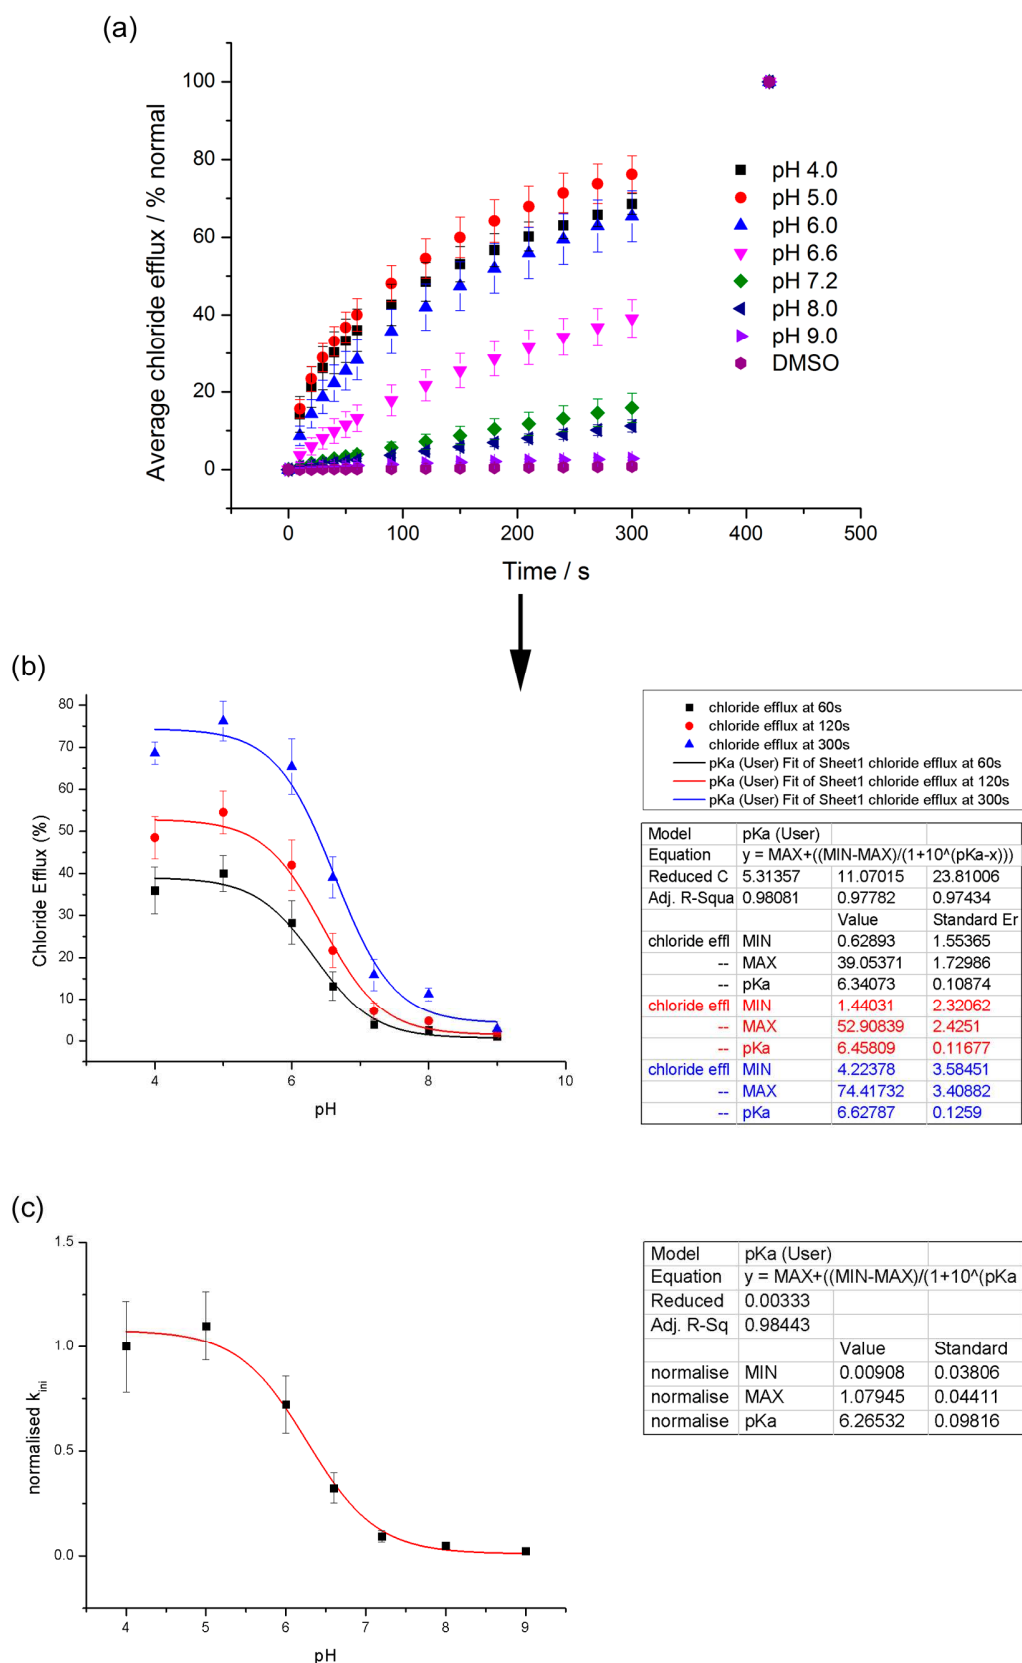 (a)
Average chloride efflux / % normal
100
80
60
40
20
0
0 100 200 300 400 500
Time / s
pH 4.0
pH 5.0
pH 6.0
pH 6.6
pH 7.2
pH 8.0
pH 9.0
DMSO
(b)
Chloride Efflux (%)
80
70
60
50
40
30
20
10
0
4 6 8 10
pH
chloride efflux at 60s
chloride efflux at 120s
chloride efflux at 300s
pKa (User) Fit of Sheet1 chloride efflux at 60s
pKa (User) Fit of Sheet1 chloride efflux at 120s
pKa (User) Fit of Sheet1 chloride efflux at 300s
Model pKa (User)
Equation y = MAX+((MIN-MAX)/(1+10^(pKa-x)))
Reduced C 5.31357 11.07015 23.81006
Adj. R-Squa 0.98081 0.97782 0.97434
Value Standard Er
chloride effl MIN 0.62893 1.55365
-- MAX 39.05371 1.72986
-- pKa 6.34073 0.10874
chloride effl MIN 1.44031 2.32062
-- MAX 52.90839 2.4251
-- pKa 6.45809 0.11677
chloride effl MIN 4.22378 3.58451
-- MAX 74.41732 3.40882
-- pKa 6.62787 0.1259
(c)
normalised kini
1.5
1.0
0.5
0.0
4 5 6 7 8 9
pH
Model pKa (User)
Equation y = MAX+((MIN-MAX)/(1+10^(pKa
Reduced 0.00333
Adj. R-Sq 0.98443
Value Standard
normalise MIN 0.00908 0.03806
normalise MAX 1.07945 0.04411
normalise pKa 6.26532 0.09816